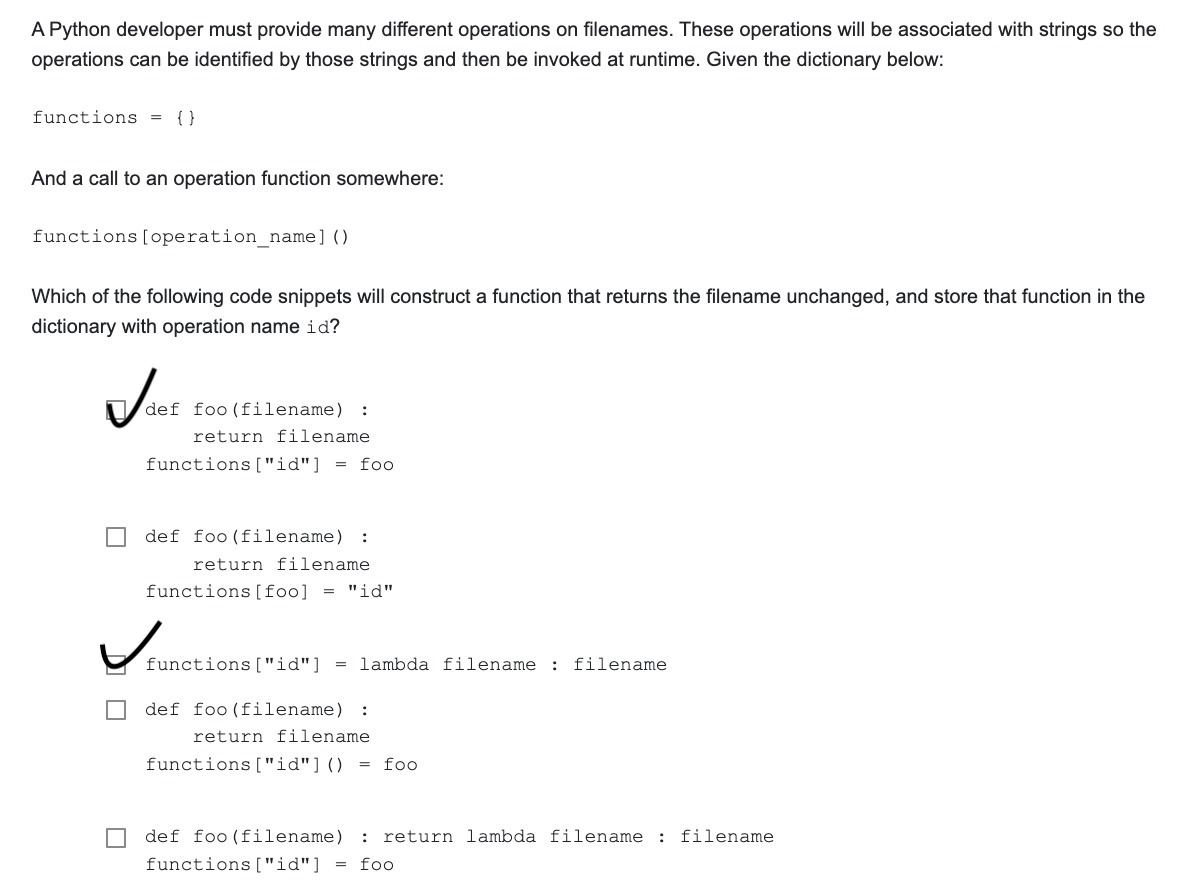 A Python developer must provide many different operations on filenames. These operations will be associated with strings so the
operations can be identified by those strings and then be invoked at runtime. Given the dictionary below:
functions = {}
And a call to an operation function somewhere:
functions[operation_name]()
Which of the following code snippets will construct a function that returns the filename unchanged, and store that function in the
dictionary with operation name id?
def foo(filename) :
    return filename
functions["id"] = foo
def foo(filename) :
    return filename
functions[foo] = "id"
functions["id"] = lambda filename : filename
def foo(filename) :
    return filename
functions["id"]() = foo
def foo(filename) : return lambda filename : filename
functions["id"] = foo